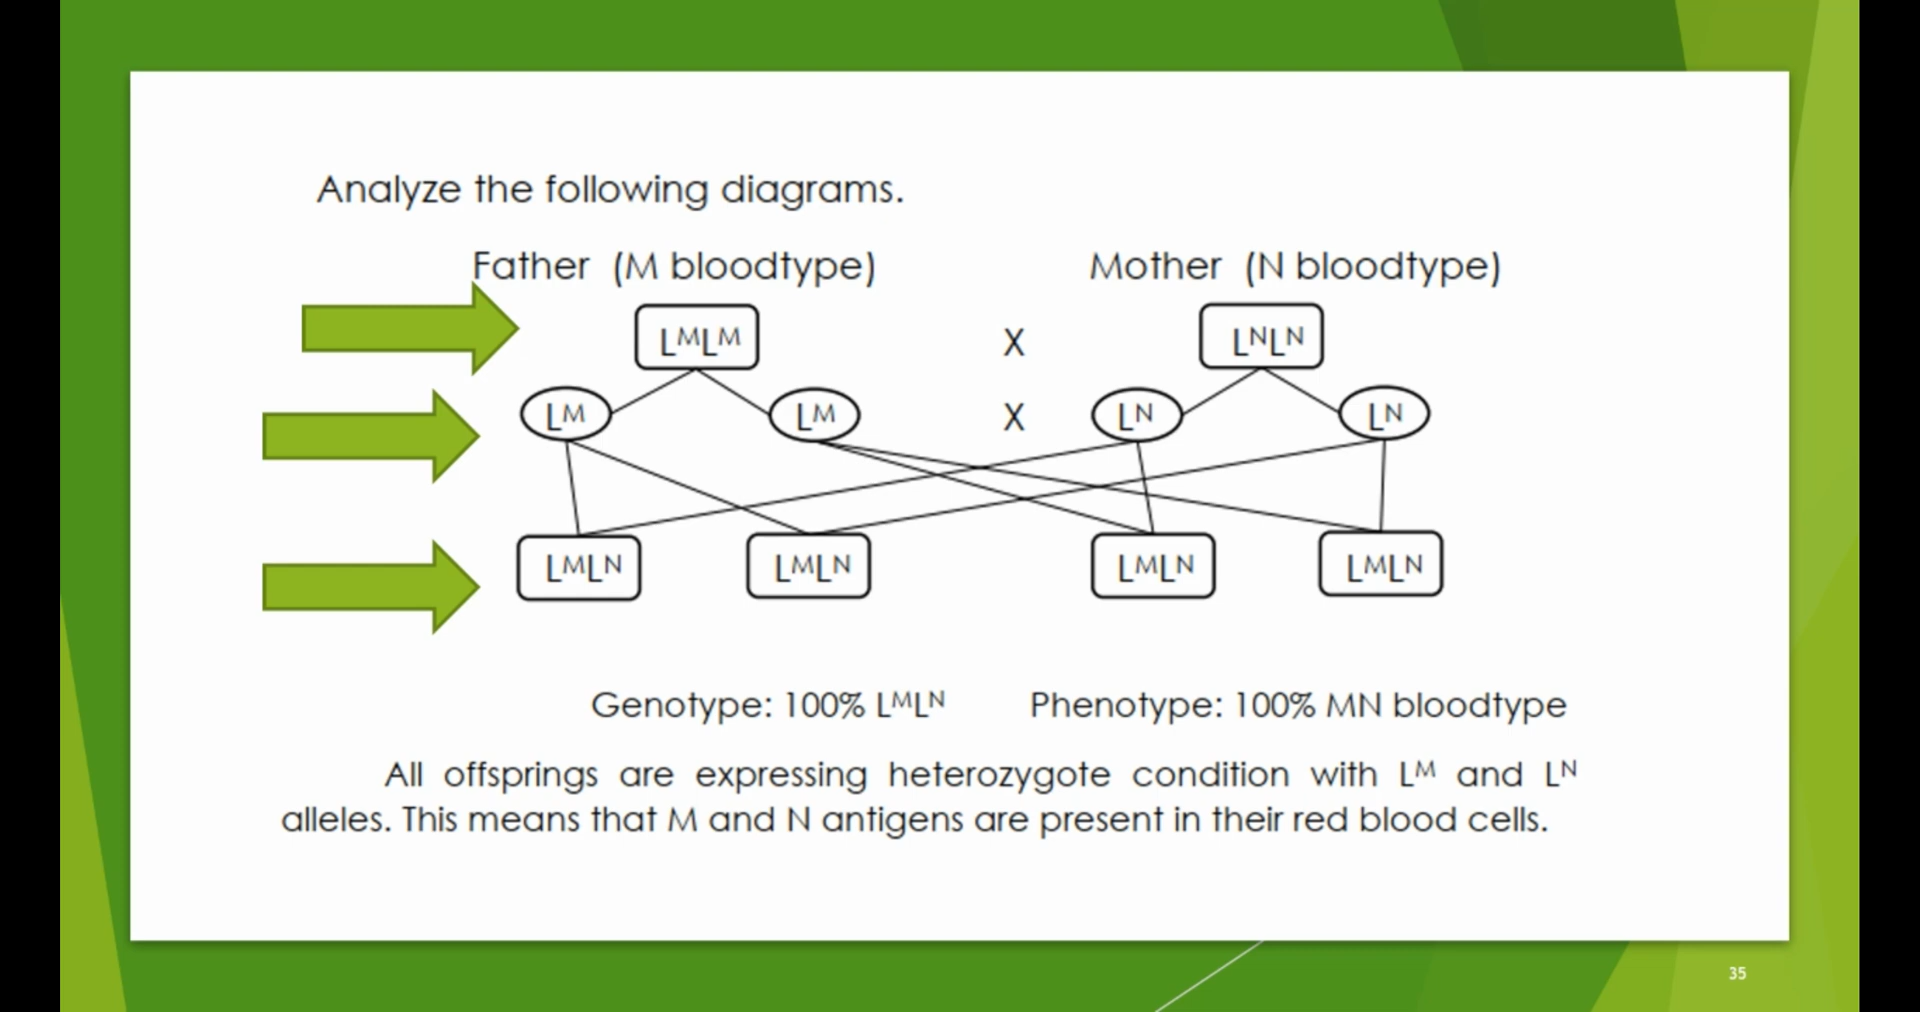 Analyze the following diagrams.
Father (M bloodtype) Mother (N bloodtype)
LᴹLᴹ X LᴺLᴺ
Lᴹ Lᴹ X Lᴺ Lᴺ
LᴹLᴺ LᴹLᴺ LᴹLᴺ LᴹLᴺ
Genotype: 100% LᴹLᴺ Phenotype: 100% MN bloodtype
All offsprings are expressing heterozygote condition with Lᴹ and Lᴺ
alleles. This means that M and N antigens are present in their red blood cells.
35